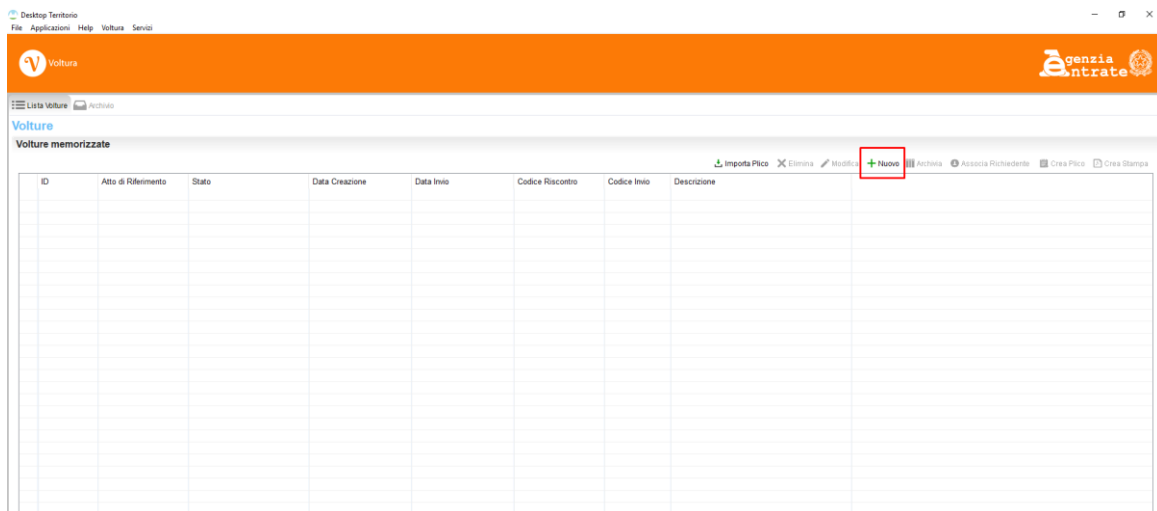 Desktop Territorio
File Applicazioni Help Voltura Servizi
V Voltura
Agenzia Entrate
Lista Volture Archivio
Volture
Volture memorizzate
Importa Plico Elimina Modifica Nuovo Archivia Associa Richiedente Crea Plico Crea Stampa
ID Atto di Riferimento Stato Data Creazione Data Invio Codice Riscontro Codice Invio Descrizione